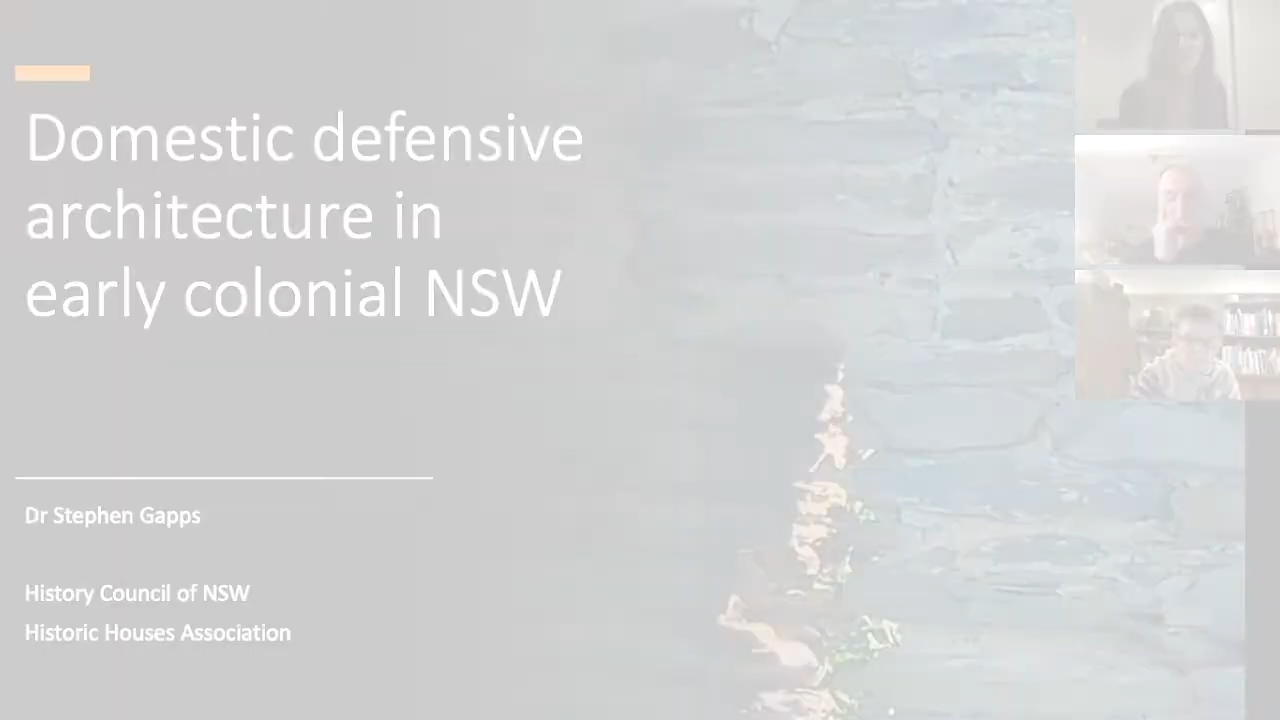 Domestic defensive
architecture in
early colonial NSW
Dr Stephen Gapps
History Council of NSW
Historic Houses Association